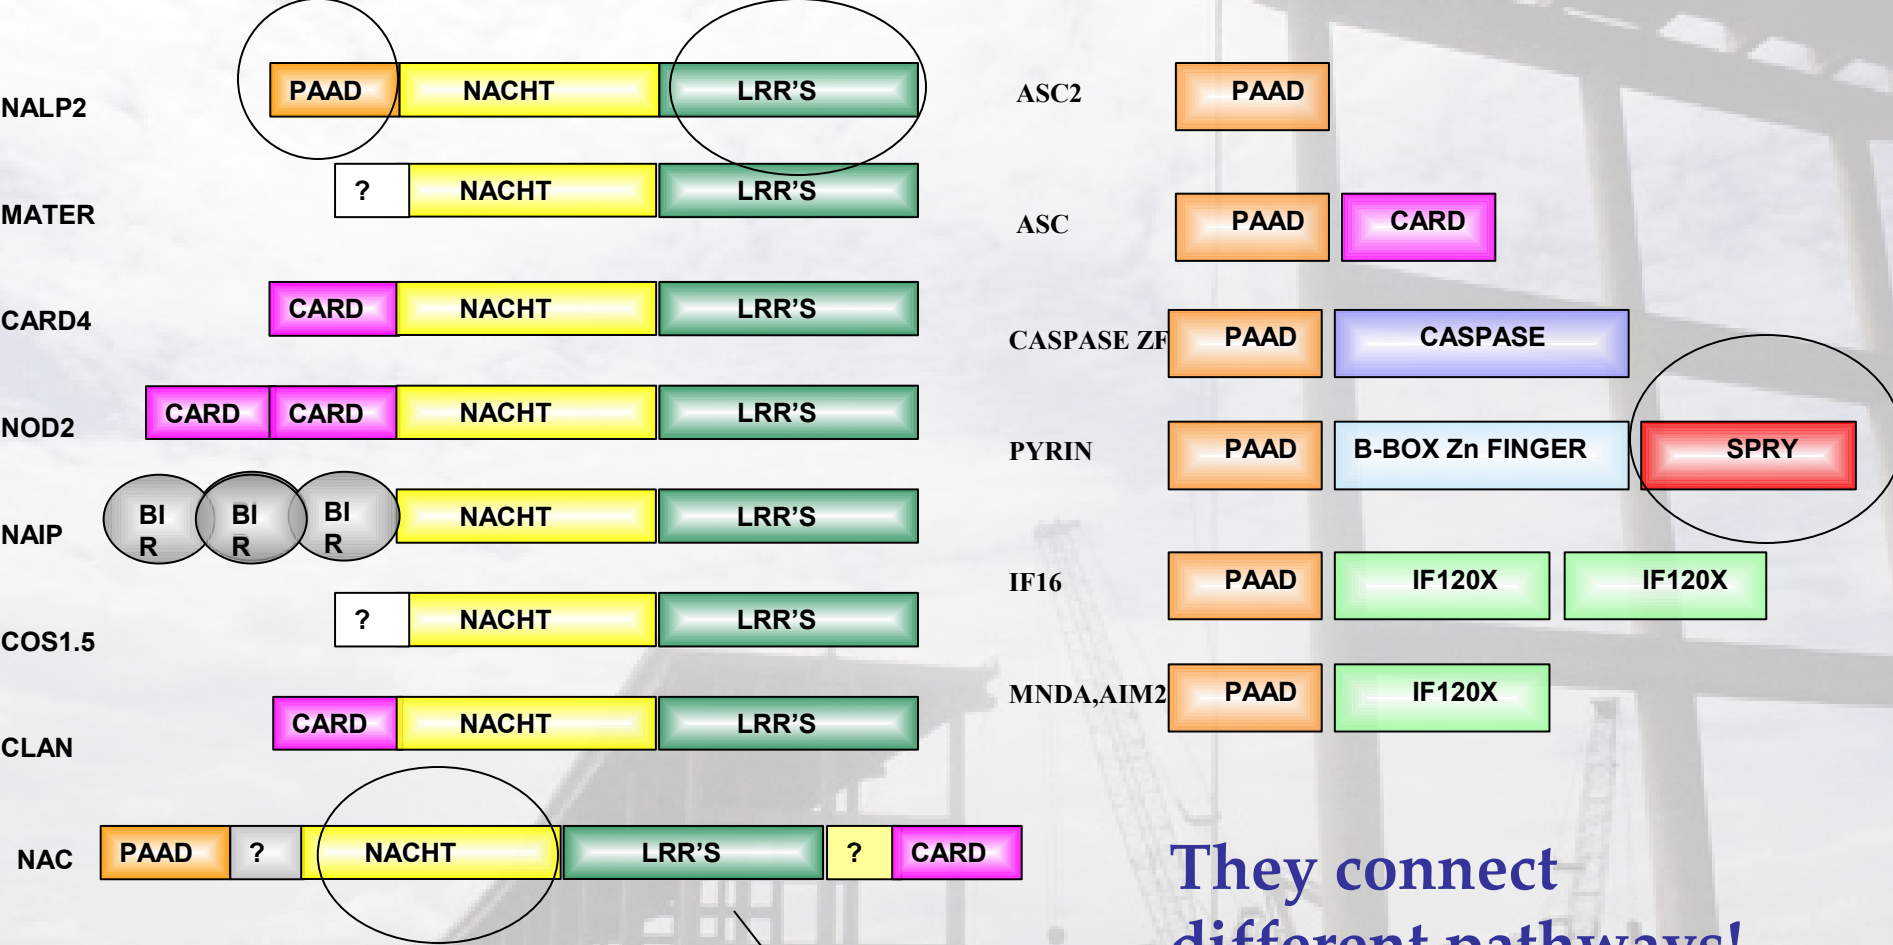 NALP2 PAAD NACHT LRR'S
MATER ? NACHT LRR'S
CARD4 CARD NACHT LRR'S
NOD2 CARD CARD NACHT LRR'S
NAIP BI R BI R BI R NACHT LRR'S
COS1.5 ? NACHT LRR'S
CLAN CARD NACHT LRR'S
NAC PAAD ? NACHT LRR'S ? CARD
ASC2 PAAD
ASC PAAD CARD
CASPASE ZF PAAD CASPASE
PYRIN PAAD B-BOX Zn FINGER SPRY
IF16 PAAD IF120X IF120X
MNDA,AIM2 PAAD IF120X
They connect
different pathways!